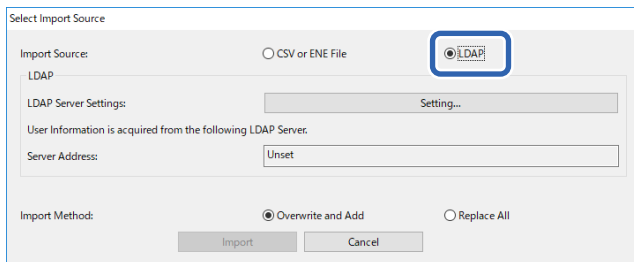 Select Import Source
Import Source: CSV or ENE File LDAP
LDAP
LDAP Server Settings: Setting...
User Information is acquired from the following LDAP Server.
Server Address: Unset
Import Method: Overwrite and Add Replace All
Import Cancel